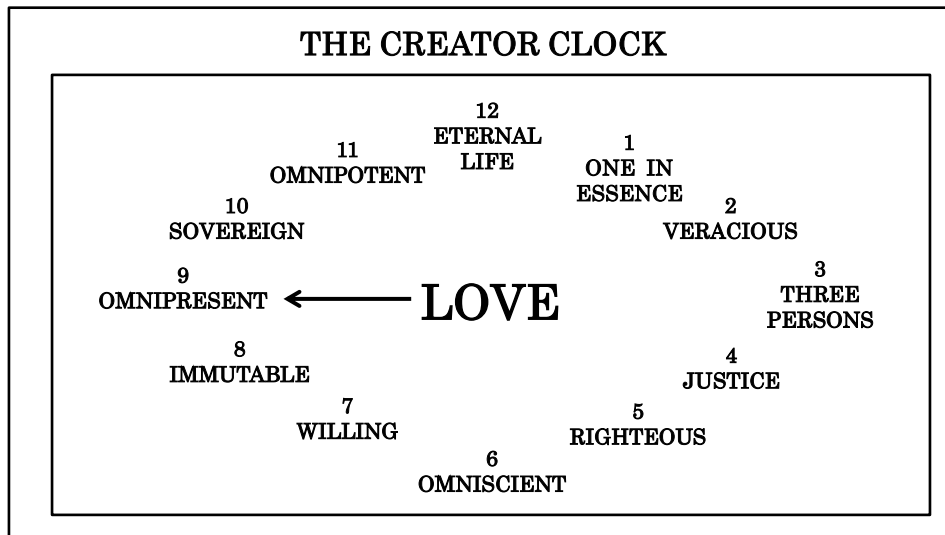 THE CREATOR CLOCK
12
ETERNAL
LIFE
1
ONE IN
ESSENCE
2
VERACIOUS
3
THREE
PERSONS
4
JUSTICE
5
RIGHTEOUS
6
OMNISCIENT
7
WILLING
8
IMMUTABLE
9
OMNIPRESENT
10
SOVEREIGN
11
OMNIPOTENT
LOVE